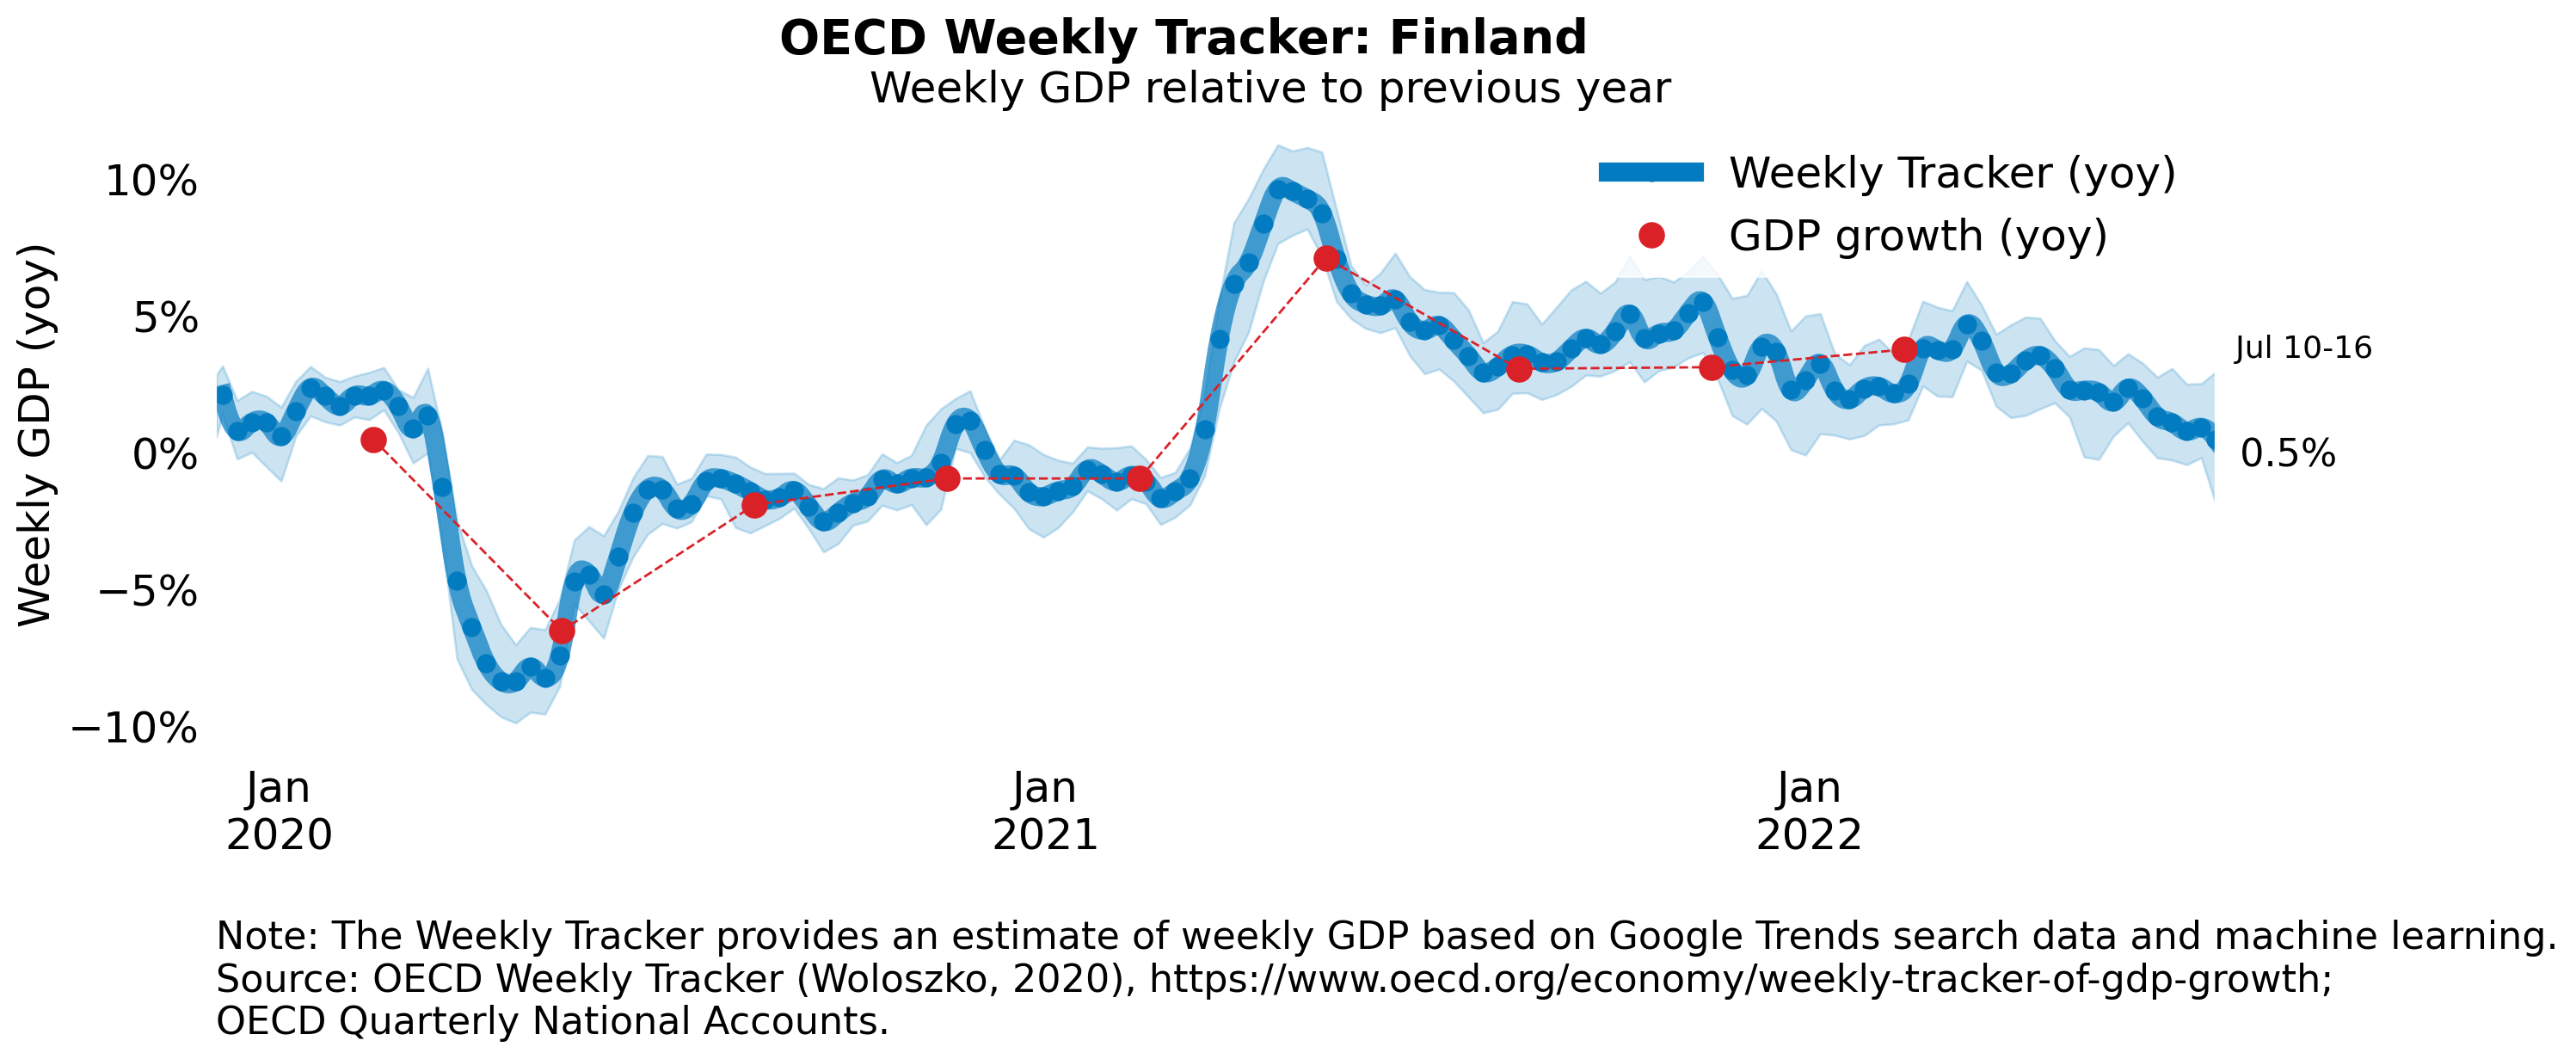 OECD Weekly Tracker: Finland
Weekly GDP relative to previous year
Weekly Tracker (yoy)
GDP growth (yoy)
Weekly GDP (yoy)
10%
5%
0%
−5%
−10%
Jul 10-16
0.5%
Jan
2020
Jan
2021
Jan
2022
Note: The Weekly Tracker provides an estimate of weekly GDP based on Google Trends search data and machine learning.
Source: OECD Weekly Tracker (Woloszko, 2020), https://www.oecd.org/economy/weekly-tracker-of-gdp-growth;
OECD Quarterly National Accounts.